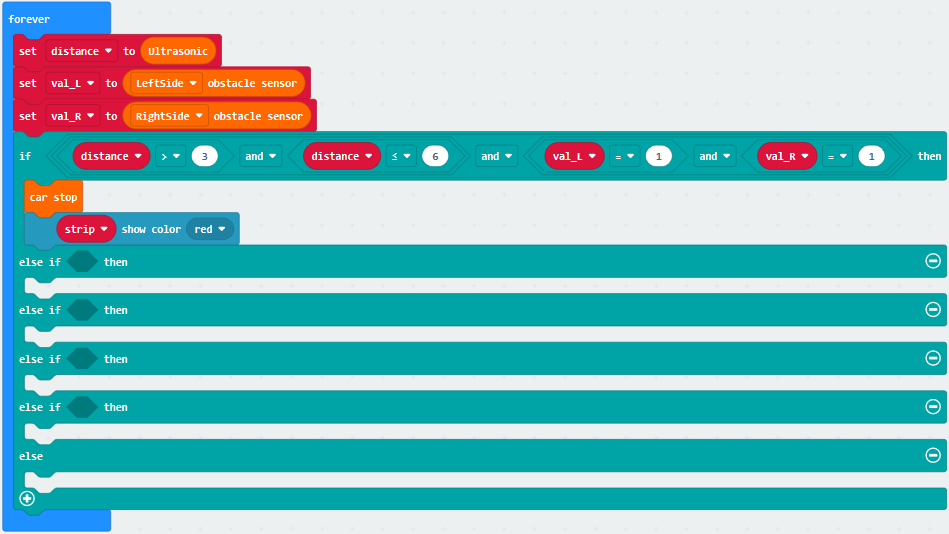 forever
set distance to Ultrasonic
set val_L to LeftSide obstacle sensor
set val_R to RightSide obstacle sensor
if distance > 3 and distance ≤ 6 and val_L = 1 and val_R = 1 then
car stop
strip show color red
else if then
else if then
else if then
else if then
else